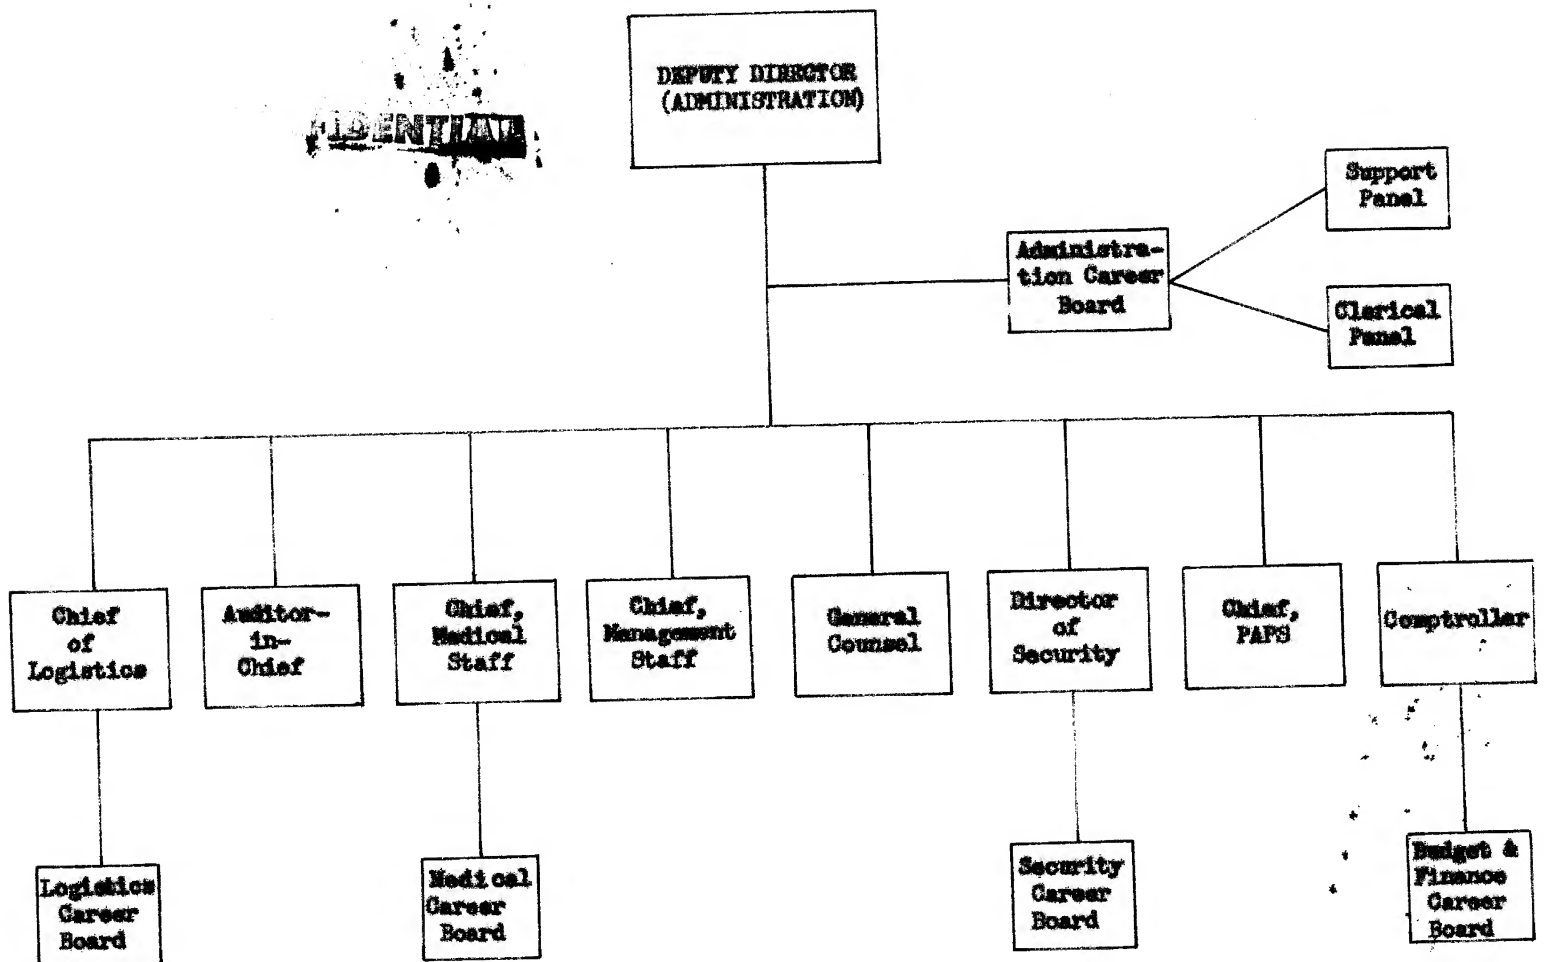 DEPUTY DIRECTOR
(ADMINISTRATION)
FIDENTIAL
Support
Panel
Administra-
tion Career
Board
Clerical
Panel
Chief
of
Logistics
Auditor-
in-
Chief
Chief,
Medical
Staff
Chief,
Management
Staff
General
Counsel
Director
of
Security
Chief,
PAPS
Comptroller
Logistics
Career
Board
Medical
Career
Board
Security
Career
Board
Budget &
Finance
Career
Board